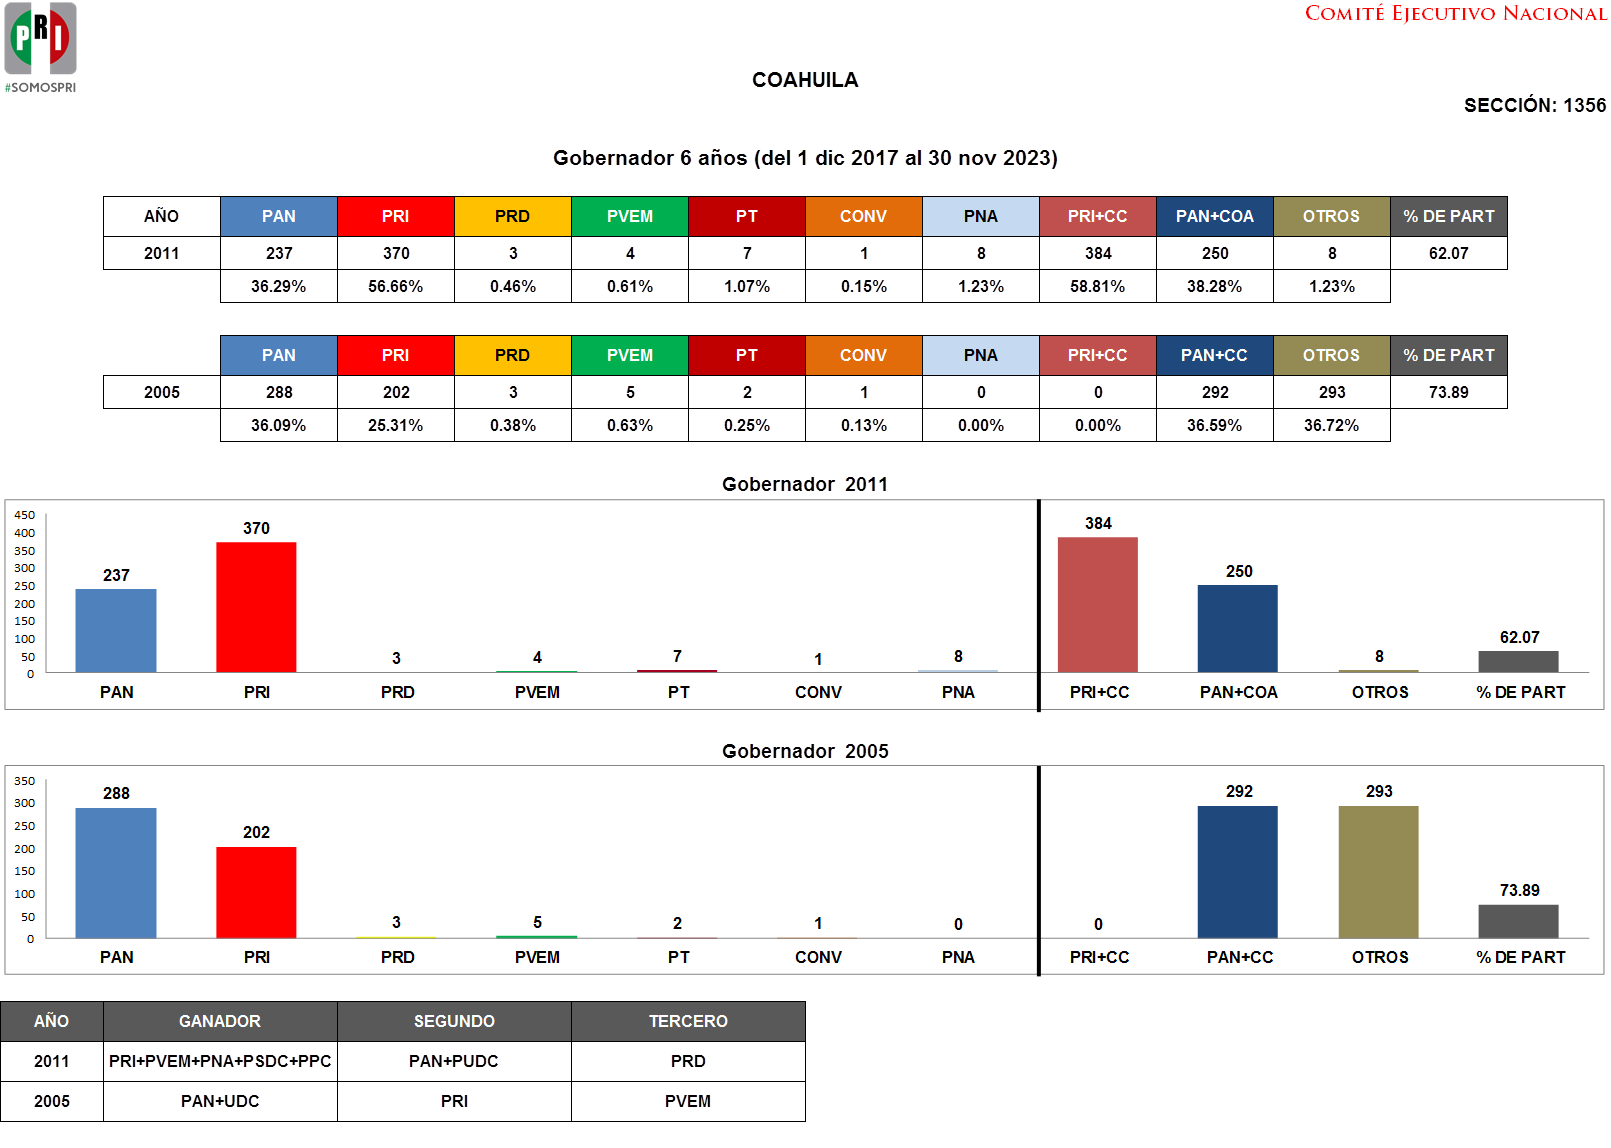 PRI
#SOMOSPRI
COMITÉ EJECUTIVO NACIONAL
COAHUILA
SECCIÓN: 1356
Gobernador 6 años (del 1 dic 2017 al 30 nov 2023)
AÑO PAN PRI PRD PVEM PT CONV PNA PRI+CC PAN+COA OTROS % DE PART
2011 237 370 3 4 7 1 8 384 250 8 62.07
36.29% 56.66% 0.46% 0.61% 1.07% 0.15% 1.23% 58.81% 38.28% 1.23%
PAN PRI PRD PVEM PT CONV PNA PRI+CC PAN+CC OTROS % DE PART
2005 288 202 3 5 2 1 0 0 292 293 73.89
36.09% 25.31% 0.38% 0.63% 0.25% 0.13% 0.00% 0.00% 36.59% 36.72%
Gobernador 2011
450
400
350
300
250
200
150
100
50
0
237 370 3 4 7 1 8 384 250 8 62.07
PAN PRI PRD PVEM PT CONV PNA PRI+CC PAN+COA OTROS % DE PART
Gobernador 2005
350
300
250
200
150
100
50
0
288 202 3 5 2 1 0 0 292 293 73.89
PAN PRI PRD PVEM PT CONV PNA PRI+CC PAN+CC OTROS % DE PART
AÑO GANADOR SEGUNDO TERCERO
2011 PRI+PVEM+PNA+PSDC+PPC PAN+PUDC PRD
2005 PAN+UDC PRI PVEM